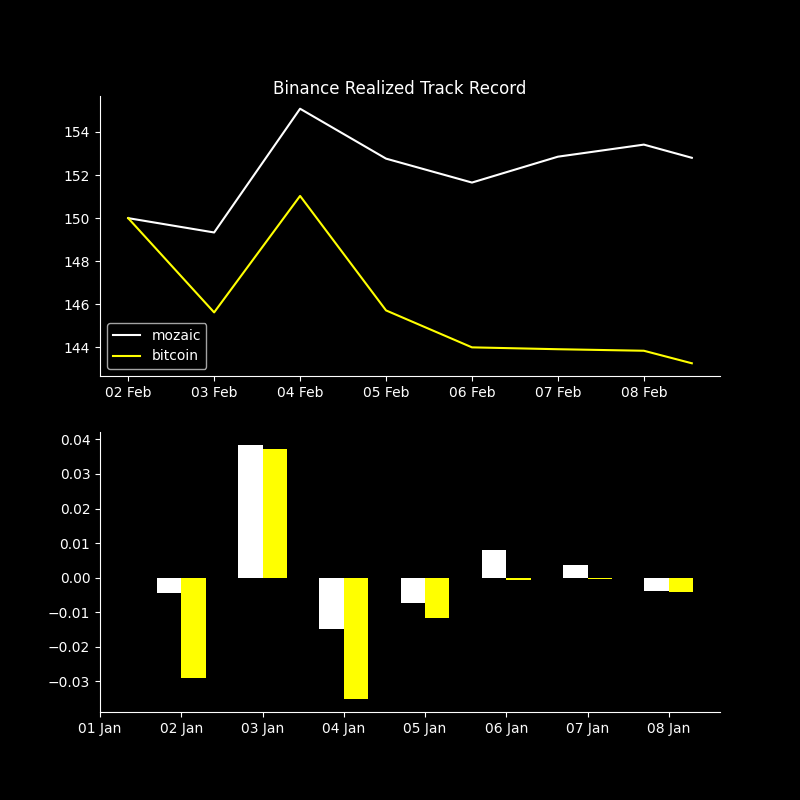 Binance Realized Track Record
154
152
150
148
146
144
mozaic
bitcoin
02 Feb 03 Feb 04 Feb 05 Feb 06 Feb 07 Feb 08 Feb
0.04
0.03
0.02
0.01
0.00
−0.01
−0.02
−0.03
01 Jan 02 Jan 03 Jan 04 Jan 05 Jan 06 Jan 07 Jan 08 Jan